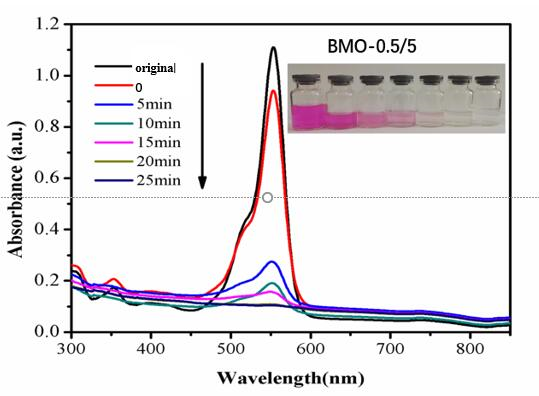 1.2
1.0
0.8
0.6
0.4
0.2
0.0
Absorbance (a.u.)
original
0
5min
10min
15min
20min
25min
BMO-0.5/5
300 400 500 600 700 800
Wavelength(nm)